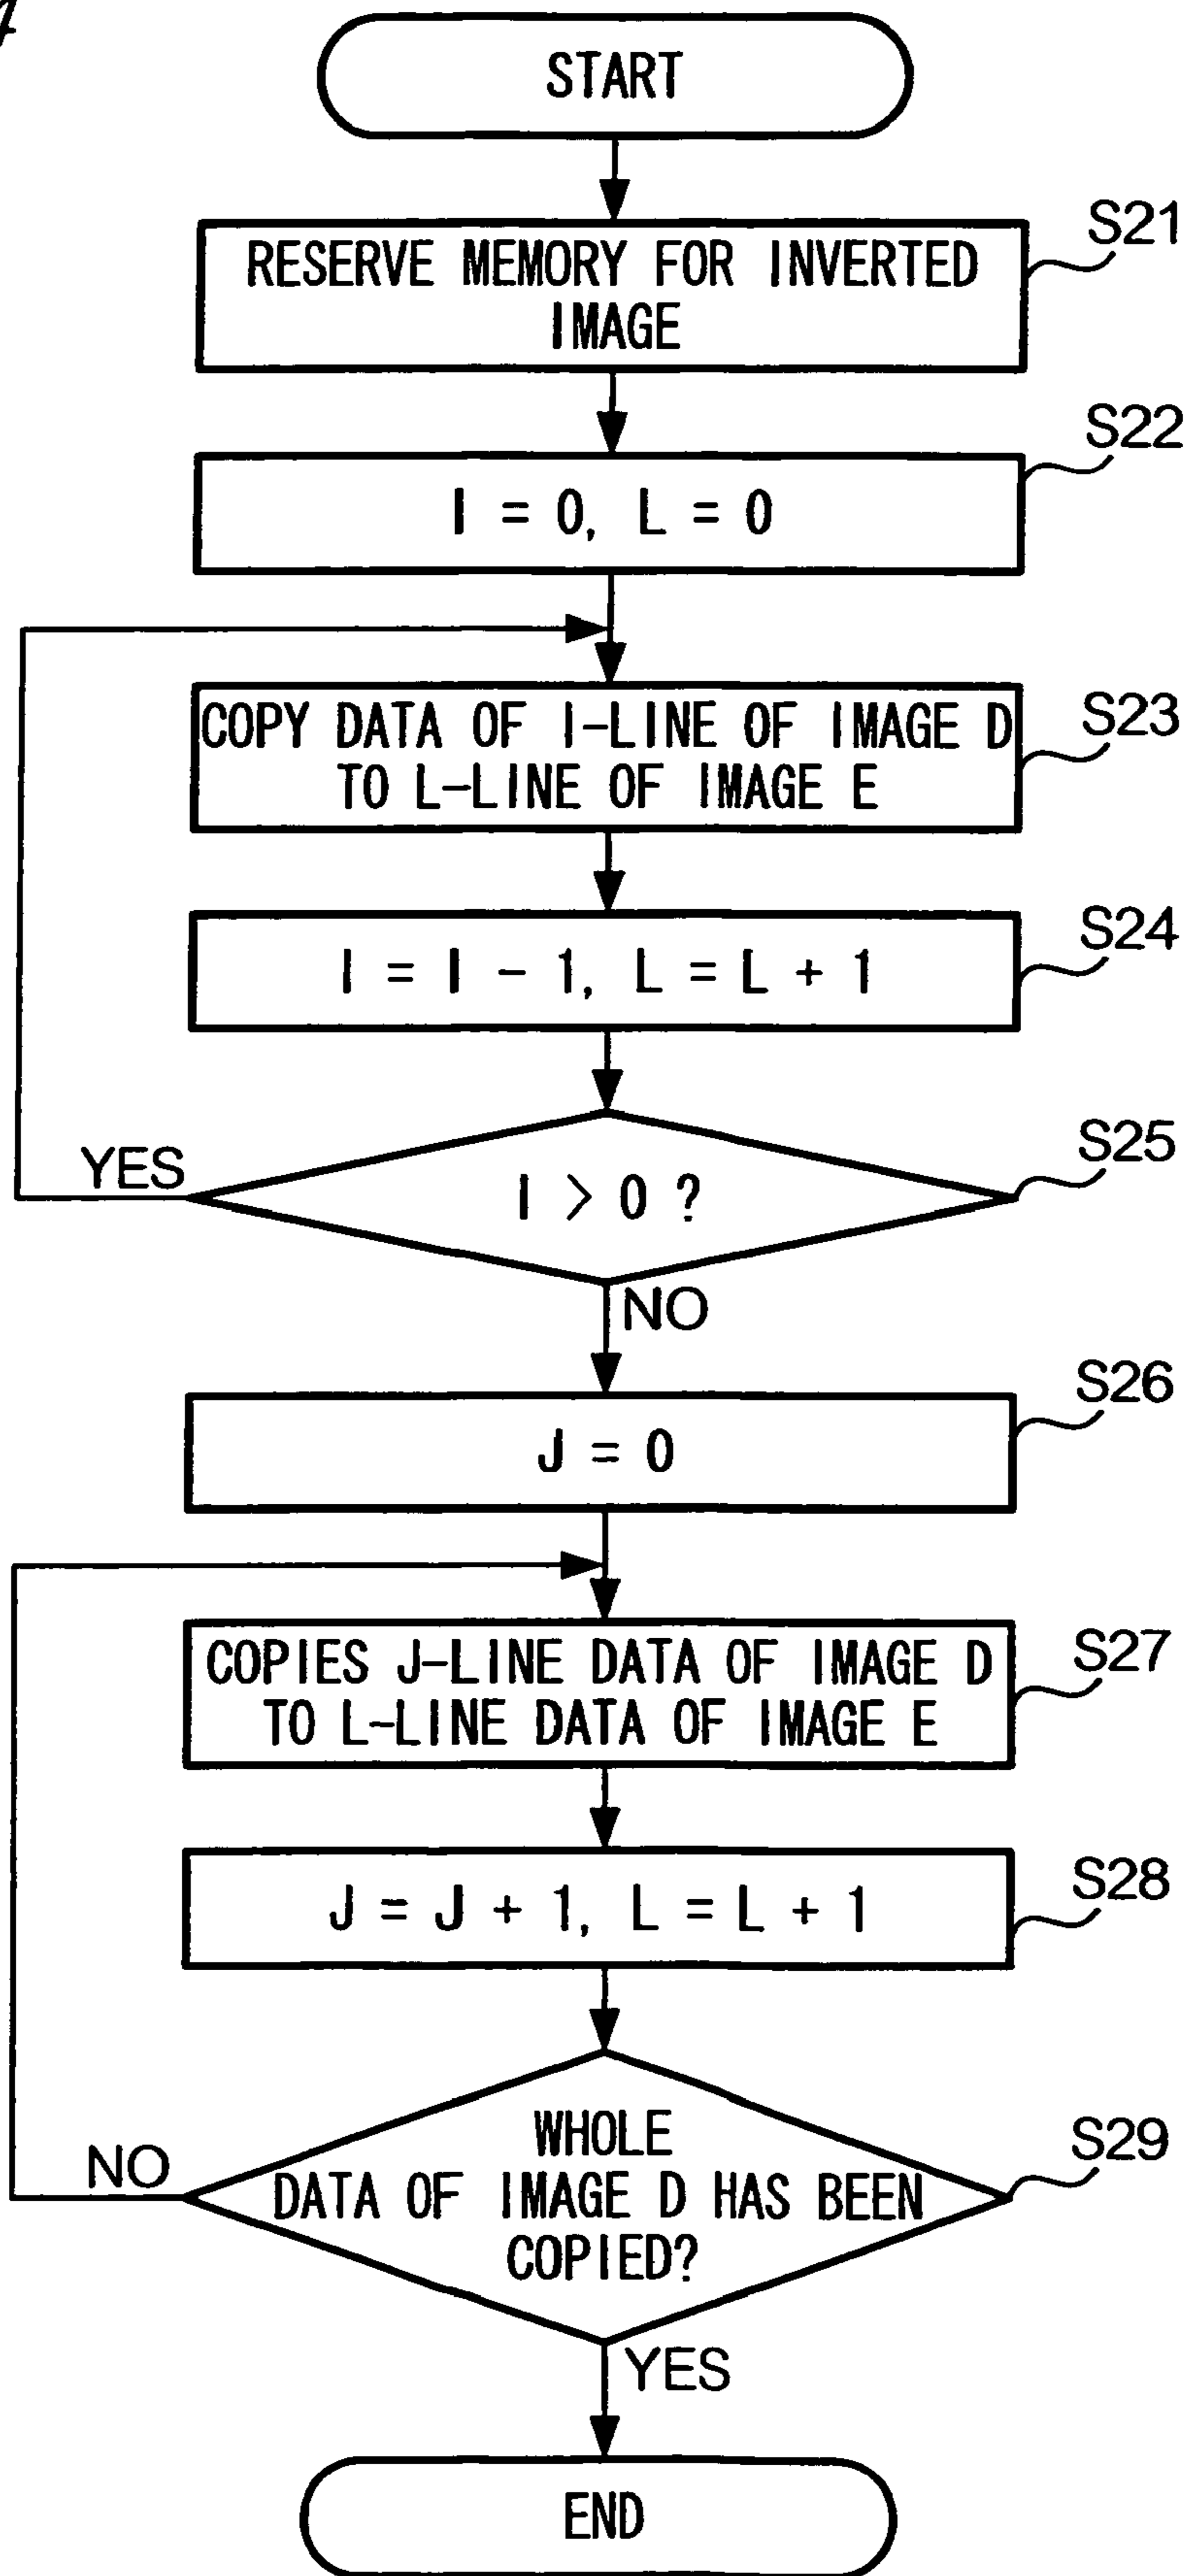 4
START
S21
RESERVE MEMORY FOR INVERTED
IMAGE
S22
I = 0, L = 0
S23
COPY DATA OF I-LINE OF IMAGE D
TO L-LINE OF IMAGE E
S24
I = I - 1, L = L + 1
S25
YES
I > 0 ?
NO
S26
J = 0
S27
COPIES J-LINE DATA OF IMAGE D
TO L-LINE DATA OF IMAGE E
S28
J = J + 1, L = L + 1
S29
NO
WHOLE
DATA OF IMAGE D HAS BEEN
COPIED?
YES
END